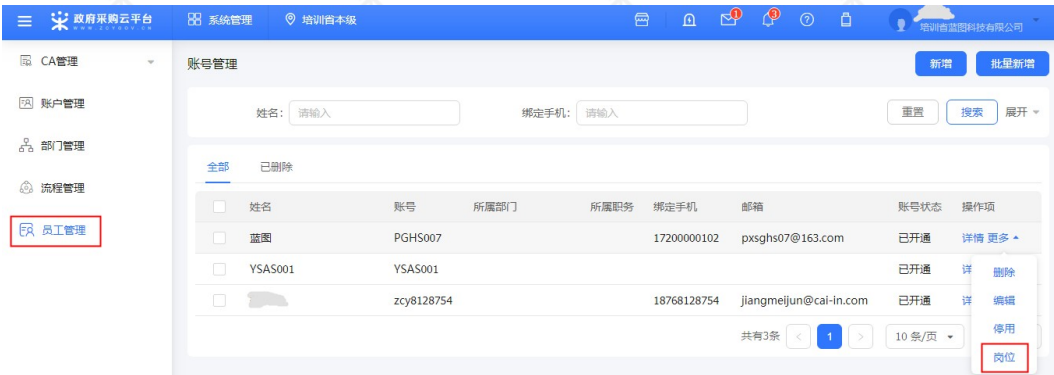 政府采购云平台 系统管理 培训省本级 1 3
WWW.ZCYGOV.CN 培训省蓝图科技有限公司
CA管理
账户管理
部门管理
流程管理
员工管理
账号管理 新增 批量新增
姓名： 请输入 绑定手机： 请输入 重置 搜索 展开
全部 已删除
姓名 账号 所属部门 所属职务 绑定手机 邮箱 账号状态 操作项
蓝图 PGHS007 17200000102 pxsghs07@163.com 已开通 详情 更多
YSAS001 YSAS001 已开通 详
zcy8128754 18768128754 jiangmeijun@cai-in.com 已开通 详
共有3条 < 1 > 10 条/页
删除
编辑
停用
岗位